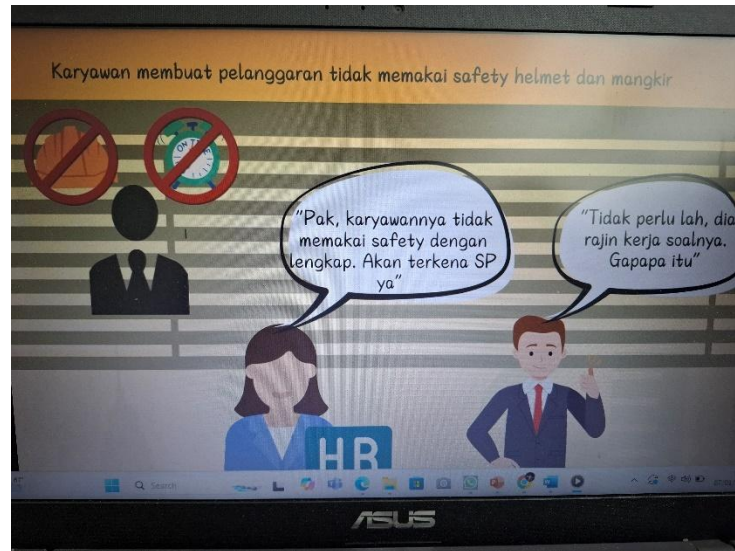 Karyawan membuat pelanggaran tidak memakai safety helmet dan mangkir
ON TIME
"Pak, karyawannya tidak
memakai safety dengan
lengkap. Akan terkena SP
ya"
"Tidak perlu lah, dia
rajin kerja soalnya.
Gapapa itu"
HR
Search
ASUS